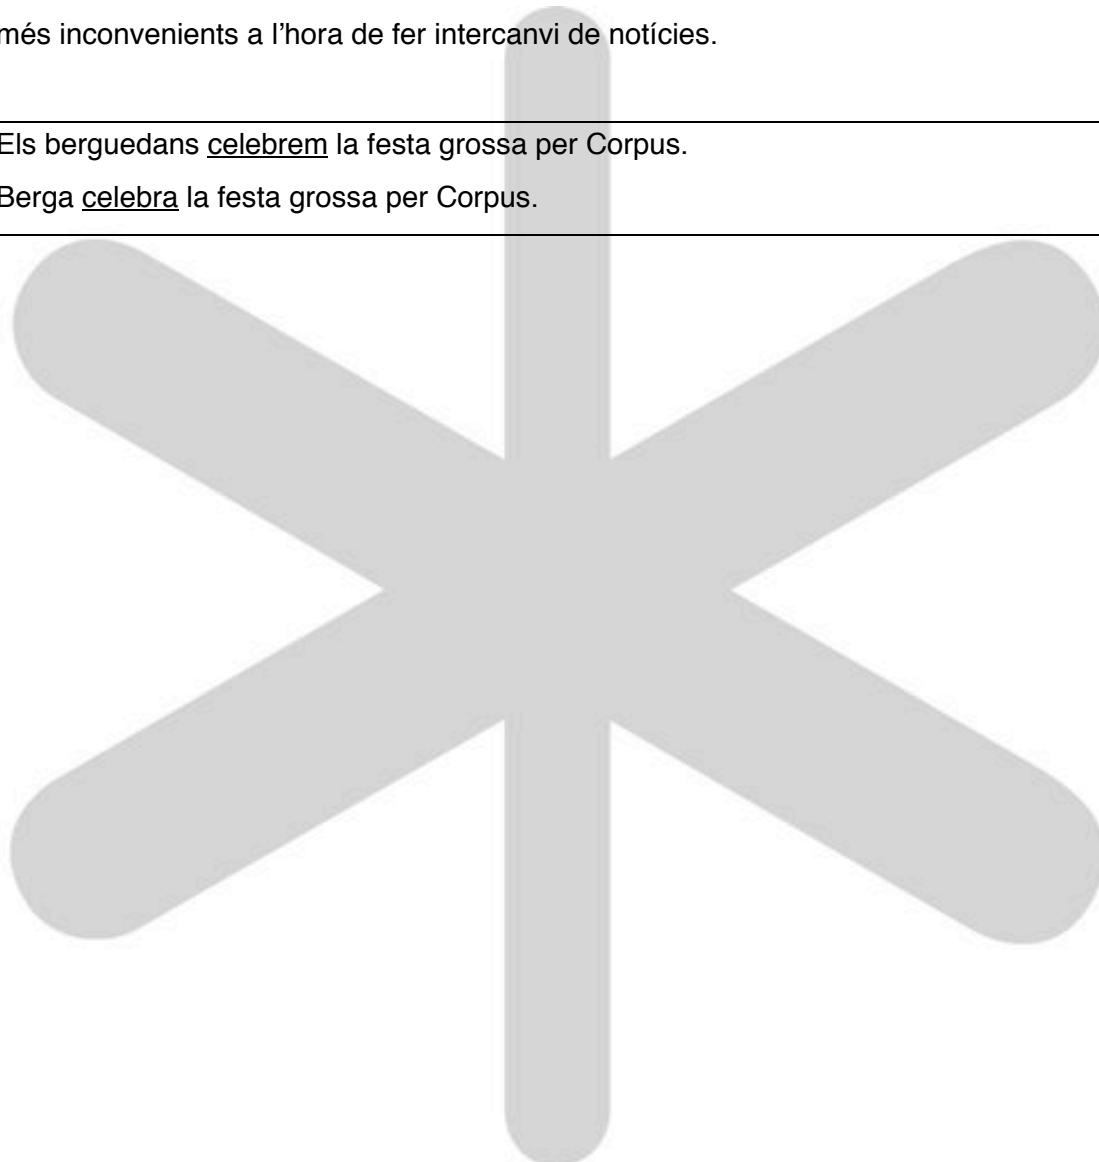 més inconvenients a l’hora de fer intercanvi de notícies.
Els berguedans celebrem la festa grossa per Corpus.
Berga celebra la festa grossa per Corpus.